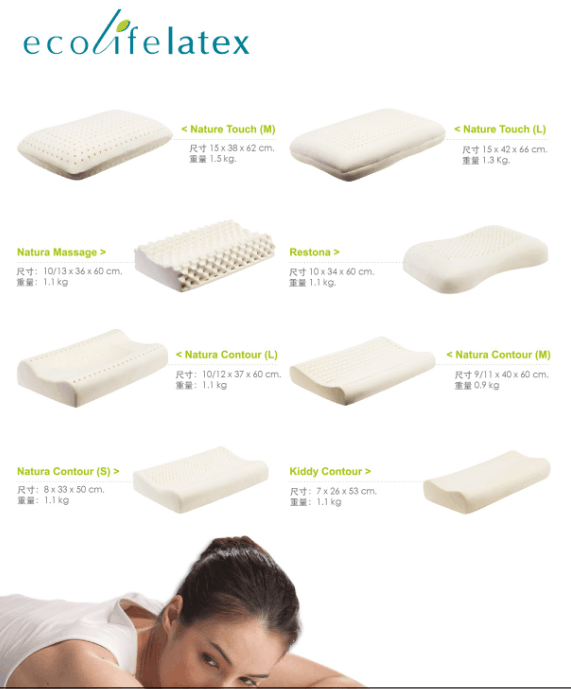 ecolifelatex
< Nature Touch (M)
尺寸 15 x 38 x 62 cm.
重量 1.5 Kg.
< Nature Touch (L)
尺寸 15 x 42 x 66 cm.
重量 1.3 Kg.
Natura Massage >
尺寸: 10/13 x 36 x 60 cm.
重量: 1.1 kg
Restona >
尺寸 10 x 34 x 60 cm.
重量 1.1 kg.
< Natura Contour (L)
尺寸: 10/12 x 37 x 60 cm.
重量: 1.1 kg
< Natura Contour (M)
尺寸 9/11 x 40 x 60 cm.
重量 0.9 kg
Natura Contour (S) >
尺寸: 8 x 33 x 50 cm.
重量: 1.1 kg
Kiddy Contour >
尺寸: 7 x 26 x 53 cm.
重量: 1.1 kg